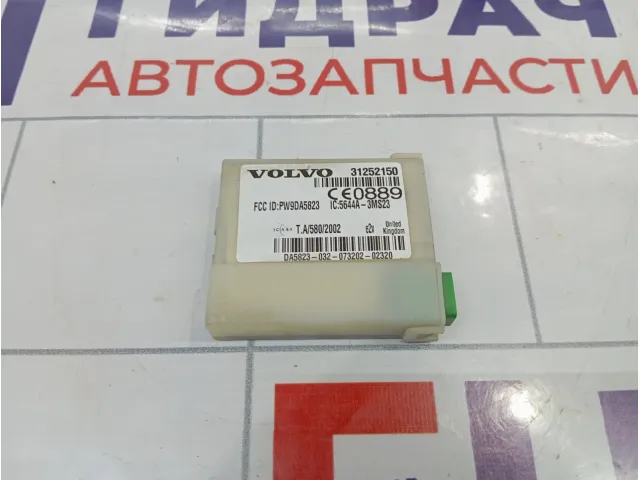 ГИДРАЧ
АВТОЗАПЧАСТИ
VOLVO 31252150
CE0889
FCC ID:PW9DA5823 IC:5644A-3MS23
T.A/580/2002
United
Kingdom
DA5823-032-073202-02320